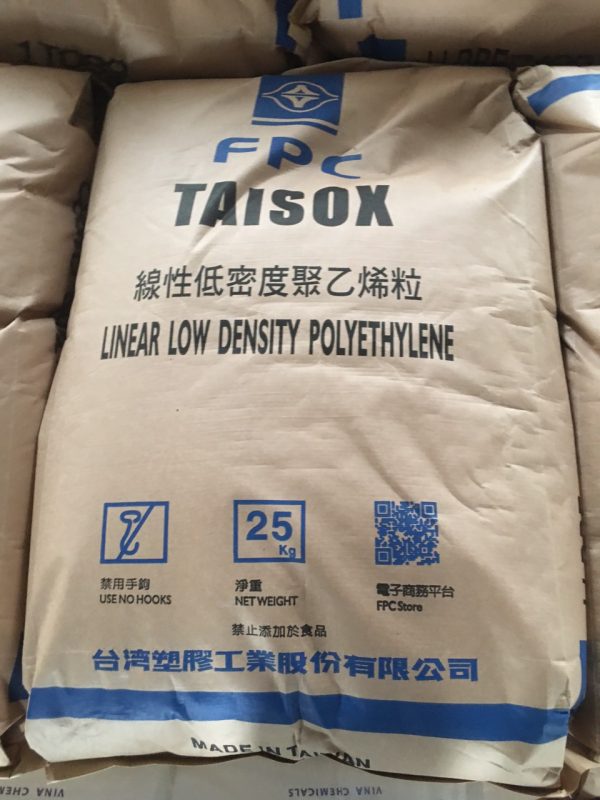 FPC
TAISOX
線性低密度聚乙烯粒
LINEAR LOW DENSITY POLYETHYLENE
25
Kg
禁用手鉤
USE NO HOOKS
淨重
NET WEIGHT
電子商務平台
FPC Store
禁止添加於食品
台湾塑膠工業股份有限公司
MADE IN TAIWAN
VINA CHEMICALS